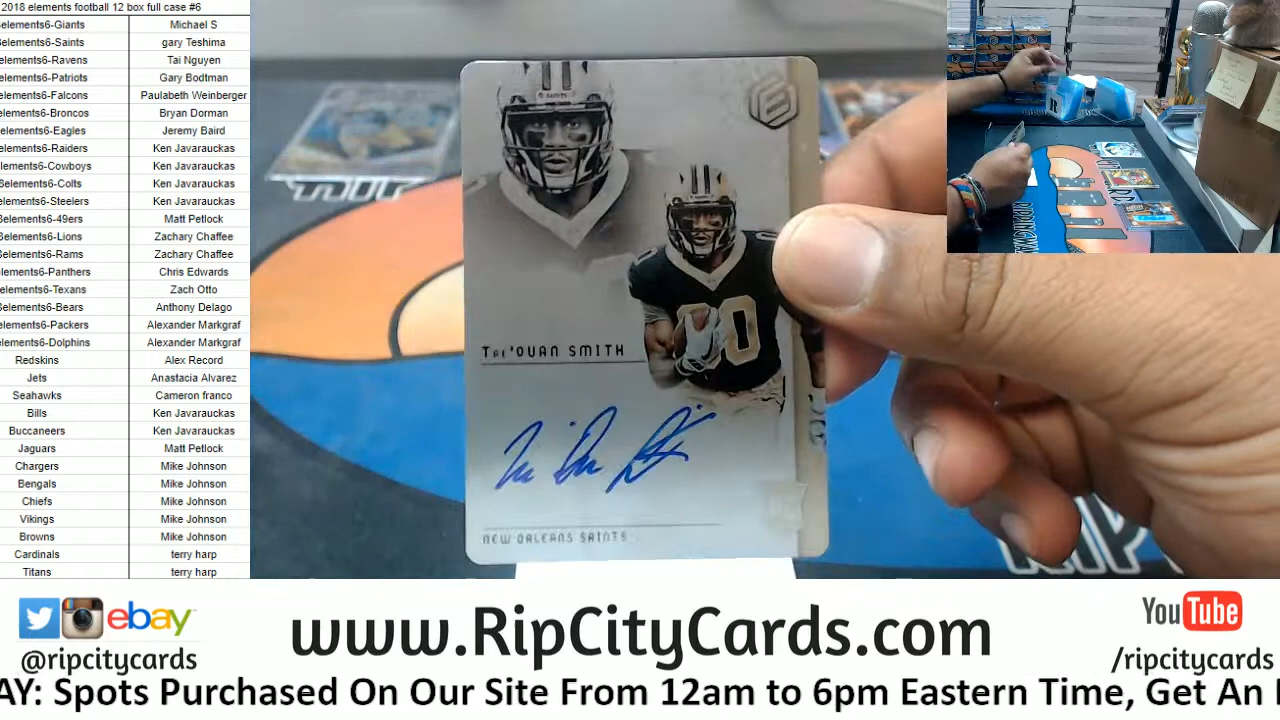 2018 elements football 12 box full case #6
elements6-Giants Michael S
elements6-Saints gary Teshima
elements6-Ravens Tai Nguyen
elements6-Patriots Gary Bodtman
elements6-Falcons Paulabeth Weinberger
elements6-Broncos Bryan Dorman
elements6-Eagles Jeremy Baird
elements6-Raiders Ken Javarauckas
elements6-Cowboys Ken Javarauckas
elements6-Colts Ken Javarauckas
elements6-Steelers Ken Javarauckas
elements6-49ers Matt Petlock
elements6-Lions Zachary Chaffee
elements6-Rams Zachary Chaffee
elements6-Panthers Chris Edwards
elements6-Texans Zach Otto
elements6-Bears Anthony Delago
elements6-Packers Alexander Markgraf
elements6-Dolphins Alexander Markgraf
Redskins Alex Record
Jets Anastacia Alvarez
Seahawks Cameron franco
Bills Ken Javarauckas
Buccaneers Ken Javarauckas
Jaguars Matt Petlock
Chargers Mike Johnson
Bengals Mike Johnson
Chiefs Mike Johnson
Vikings Mike Johnson
Browns Mike Johnson
Cardinals terry harp
Titans terry harp
E
SAINTS
TRE'QUAN SMITH
NEW ORLEANS SAINTS
RIP
ebay
@ripcitycards
www.RipCityCards.com
YouTube
/ripcitycards
AY: Spots Purchased On Our Site From 12am to 6pm Eastern Time, Get An